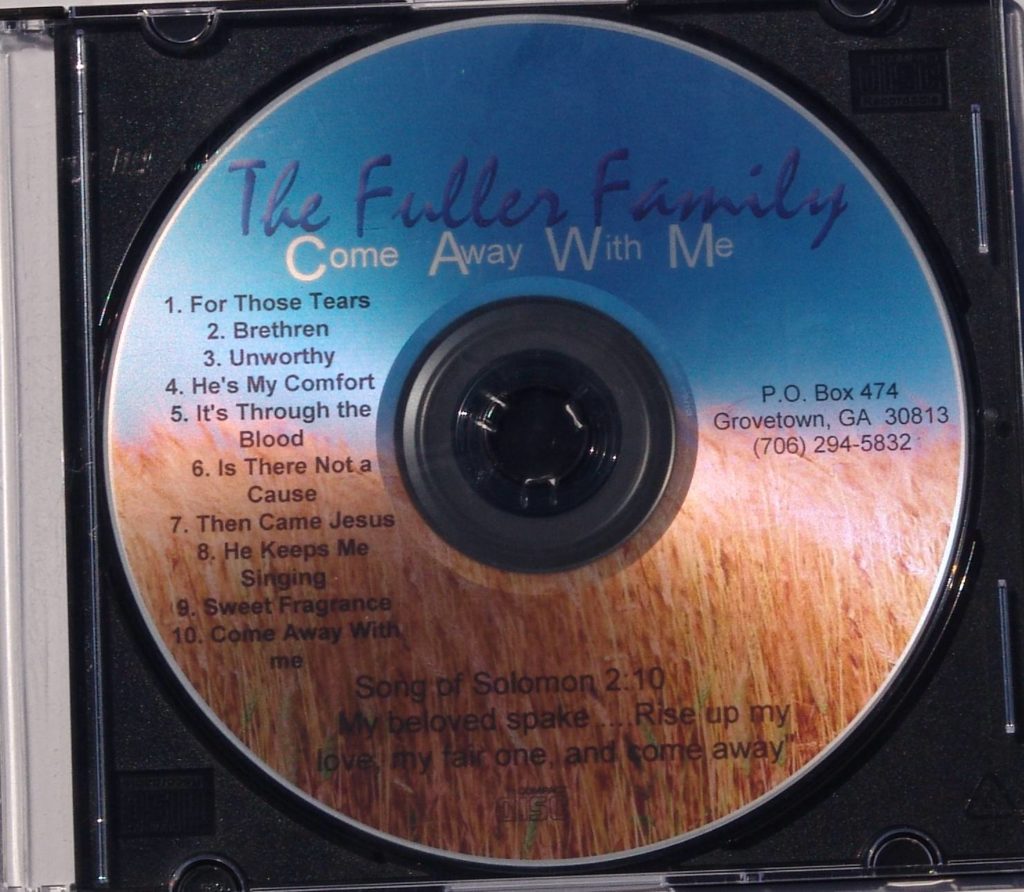 The Fuller Family
Come Away With Me
1. For Those Tears
2. Brethren
3. Unworthy
4. He's My Comfort
5. It's Through the
Blood
6. Is There Not a
Cause
7. Then Came Jesus
8. He Keeps Me
Singing
9. Sweet Fragrance
10. Come Away With
me
P.O. Box 474
Grovetown, GA 30813
(706) 294-5832
Song of Solomon 2:10
My beloved spake ....Rise up my
love, my fair one, and come away"
COMPACT
disc